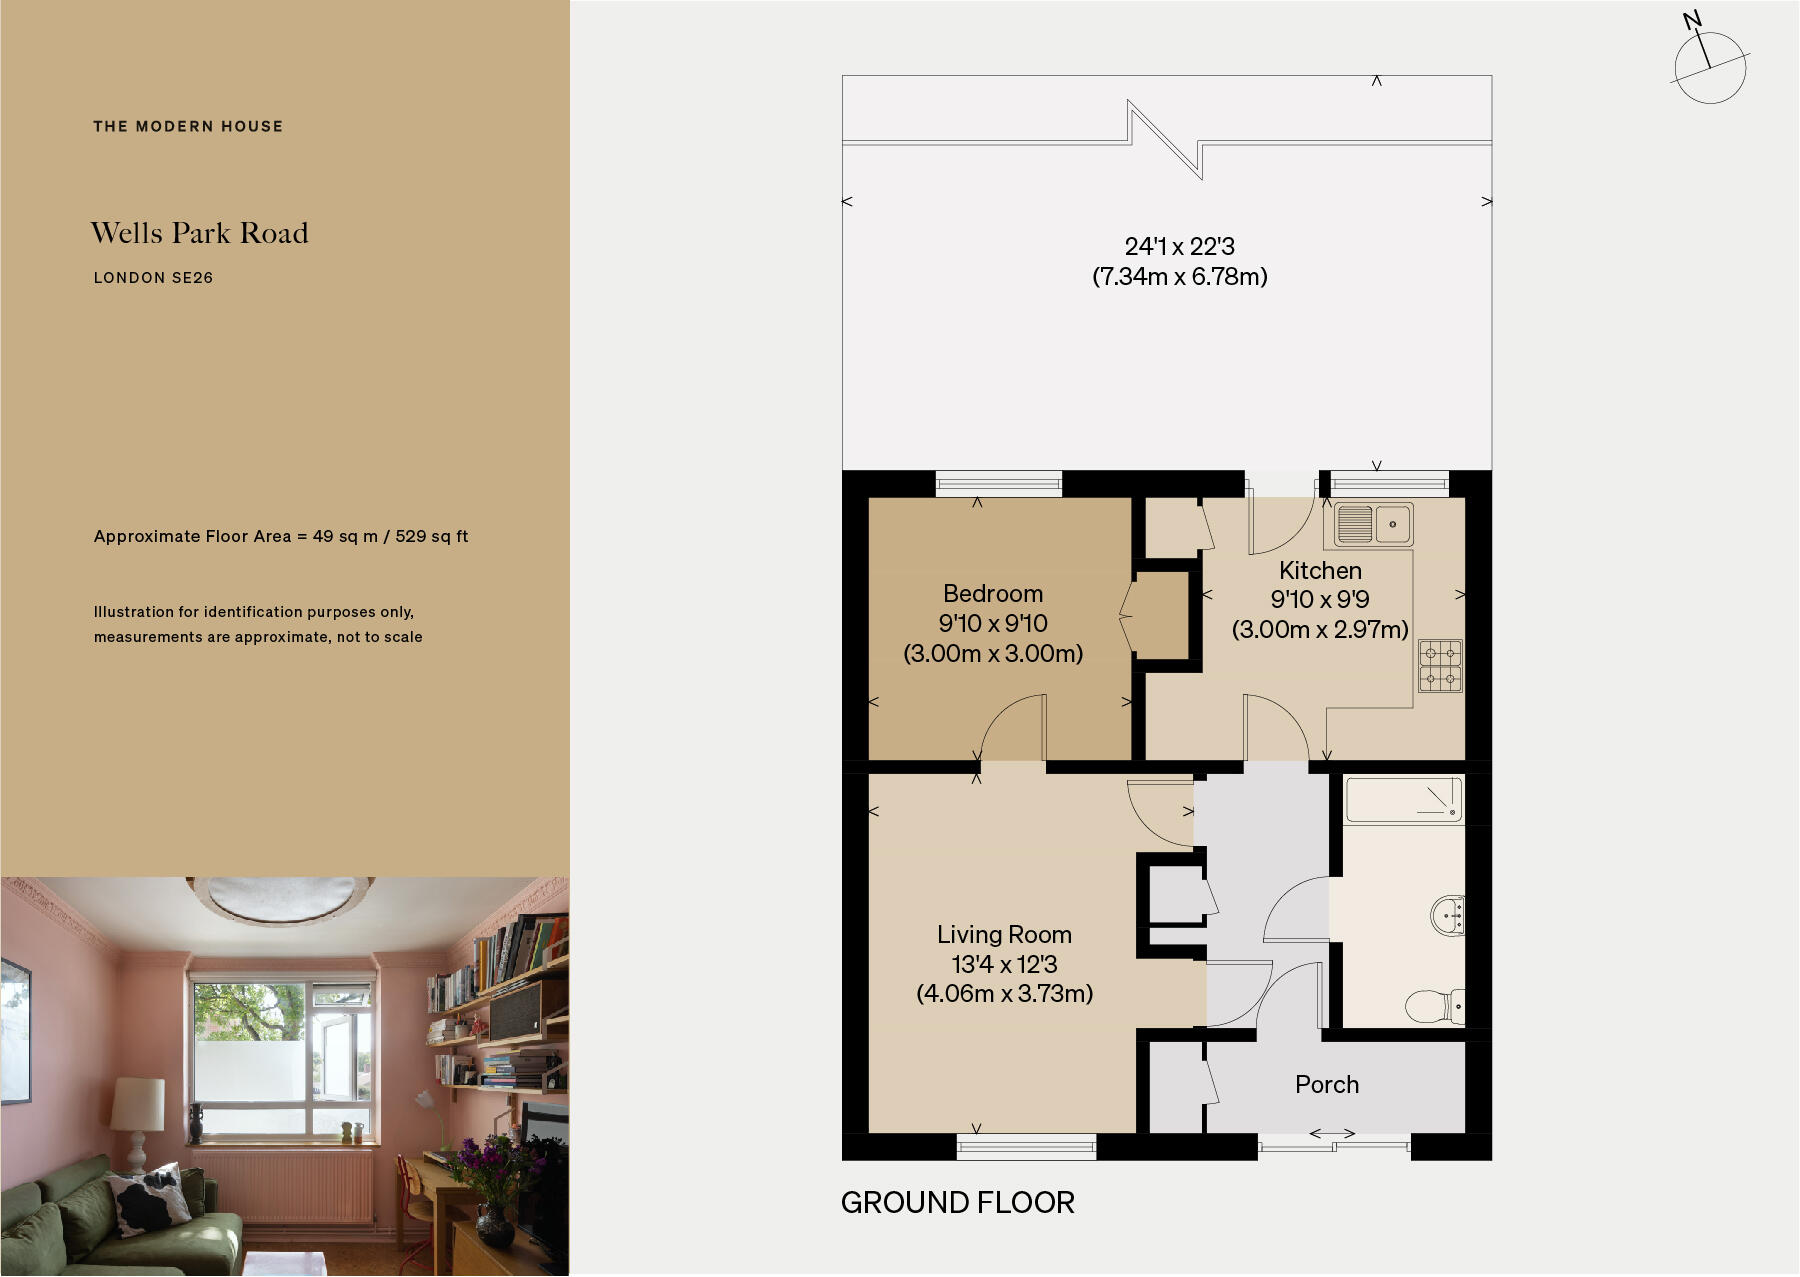 THE MODERN HOUSE
Wells Park Road
LONDON SE26
Approximate Floor Area = 49 sq m / 529 sq ft
Illustration for identification purposes only,
measurements are approximate, not to scale
N
24'1 x 22'3
(7.34m x 6.78m)
Bedroom
9'10 x 9'10
(3.00m x 3.00m)
Kitchen
9'10 x 9'9
(3.00m x 2.97m)
Living Room
13'4 x 12'3
(4.06m x 3.73m)
Porch
GROUND FLOOR